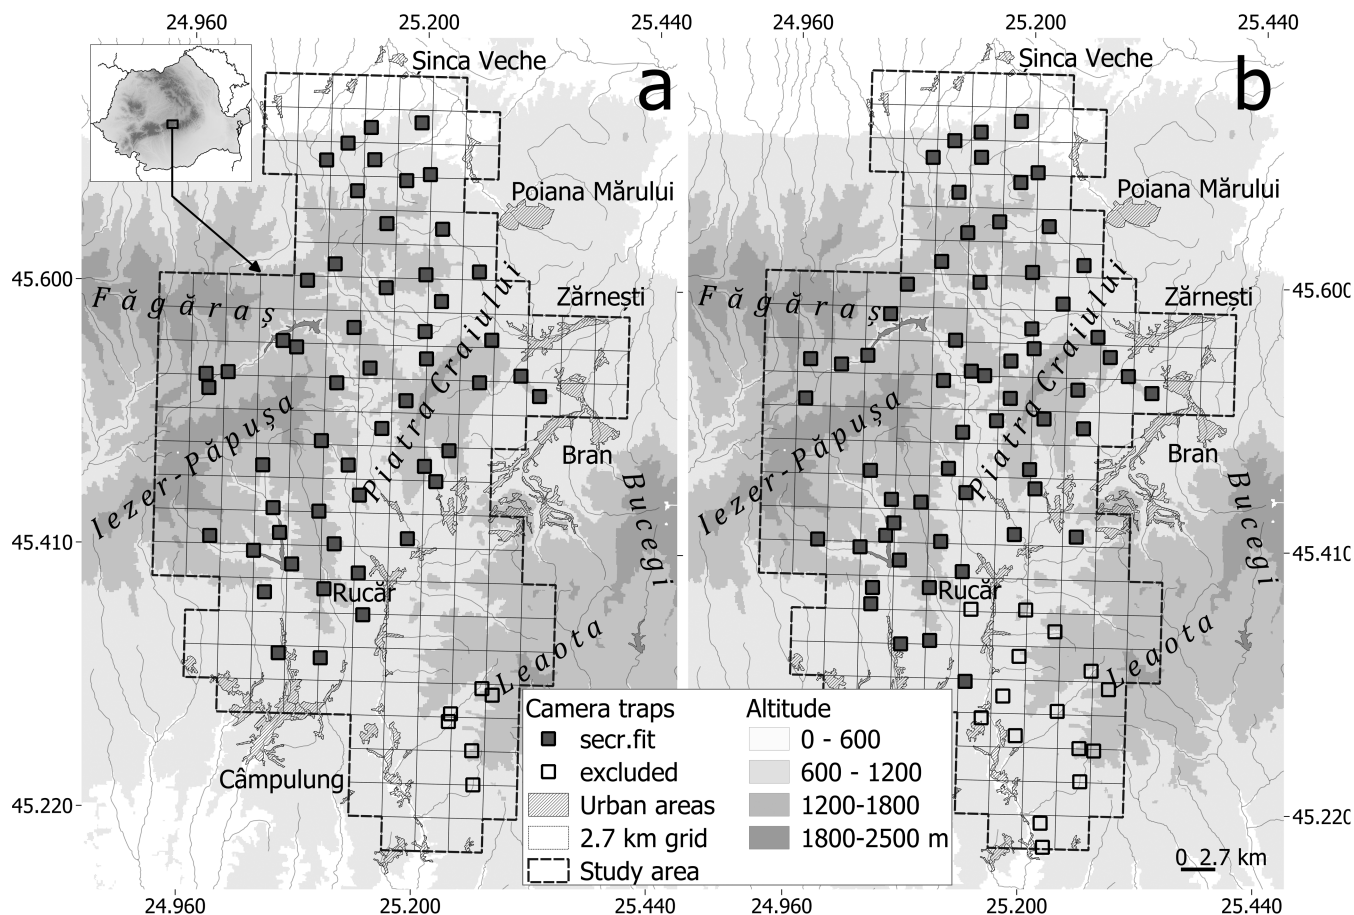 24.960 25.200 25.440 24.960 25.200 25.440
Șinca Veche
a
Șinca Veche
b
Poiana Mărului
Poiana Mărului
45.600
45.600
Făgăraș
Piatra Craiului
Zărnești
Făgăraș
Piatra Craiului
Zărnești
Iezer-Păpușa
Bran
Bucegi
Iezer-Păpușa
Bran
Bucegi
45.410
45.410
Rucăr
Rucăr
Leaota
Leaota
Câmpulung
45.220
45.220
Camera traps
secr.fit
excluded
Urban areas
2.7 km grid
Study area
Altitude
0 - 600
600 - 1200
1200-1800
1800-2500 m
0 2.7 km
24.960 25.200 25.440 24.960 25.200 25.440